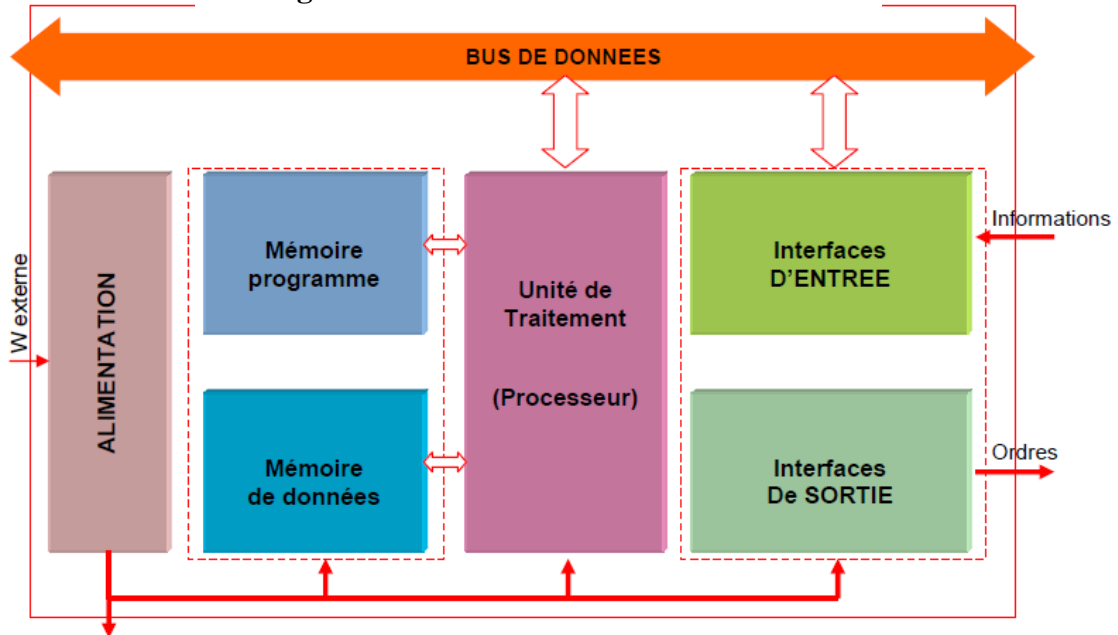 BUS DE DONNEES
Informations
Mémoire
programme
Interfaces
D'ENTREE
Unité de
Traitement
(Processeur)
W externe
ALIMENTATION
Mémoire
de données
Interfaces
De SORTIE
Ordres